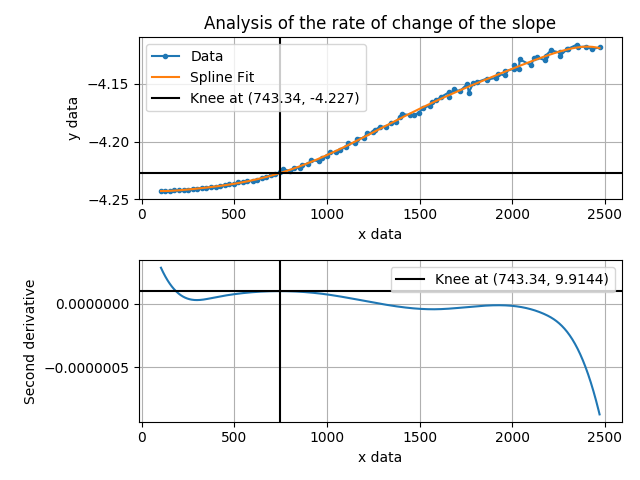 Analysis of the rate of change of the slope
Data
Spline Fit
Knee at (743.34, -4.227)
−4.15
−4.20
−4.25
y data
0 500 1000 1500 2000 2500
x data
Knee at (743.34, 9.9144)
0.0000000
−0.0000005
Second derivative
0 500 1000 1500 2000 2500
x data